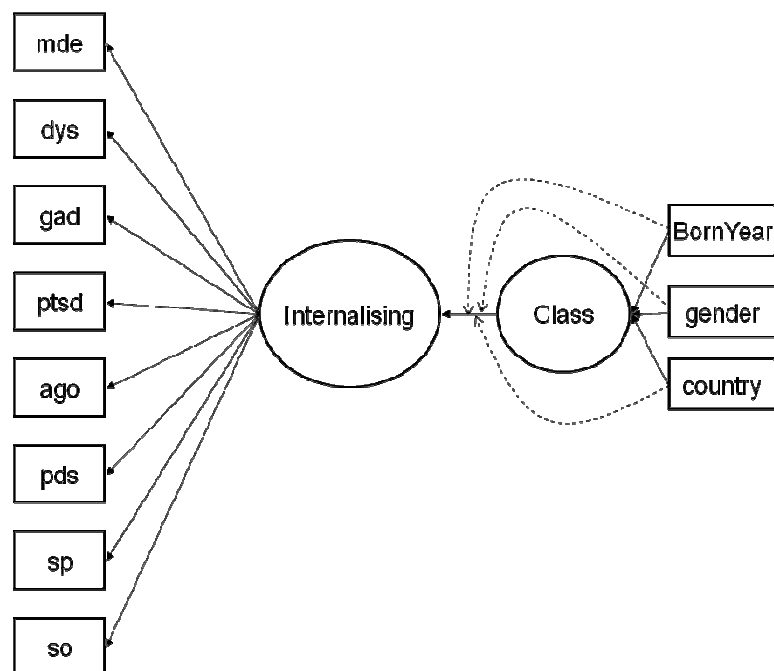 mde
dys
gad
ptsd
ago
pds
sp
so
Internalising
Class
BornYear
gender
country